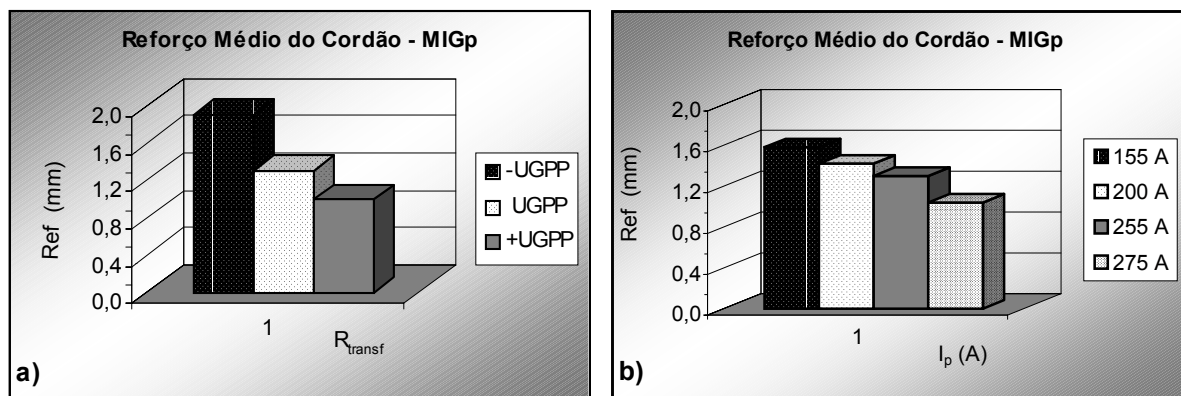 Reforço Médio do Cordão - MIGp
Ref (mm)
2,0
1,6
1,2
0,8
0,4
0,0
1
R_transf
-UGPP
UGPP
+UGPP
a)
Reforço Médio do Cordão - MIGp
Ref (mm)
2,0
1,6
1,2
0,8
0,4
0,0
1
I_p (A)
155 A
200 A
255 A
275 A
b)